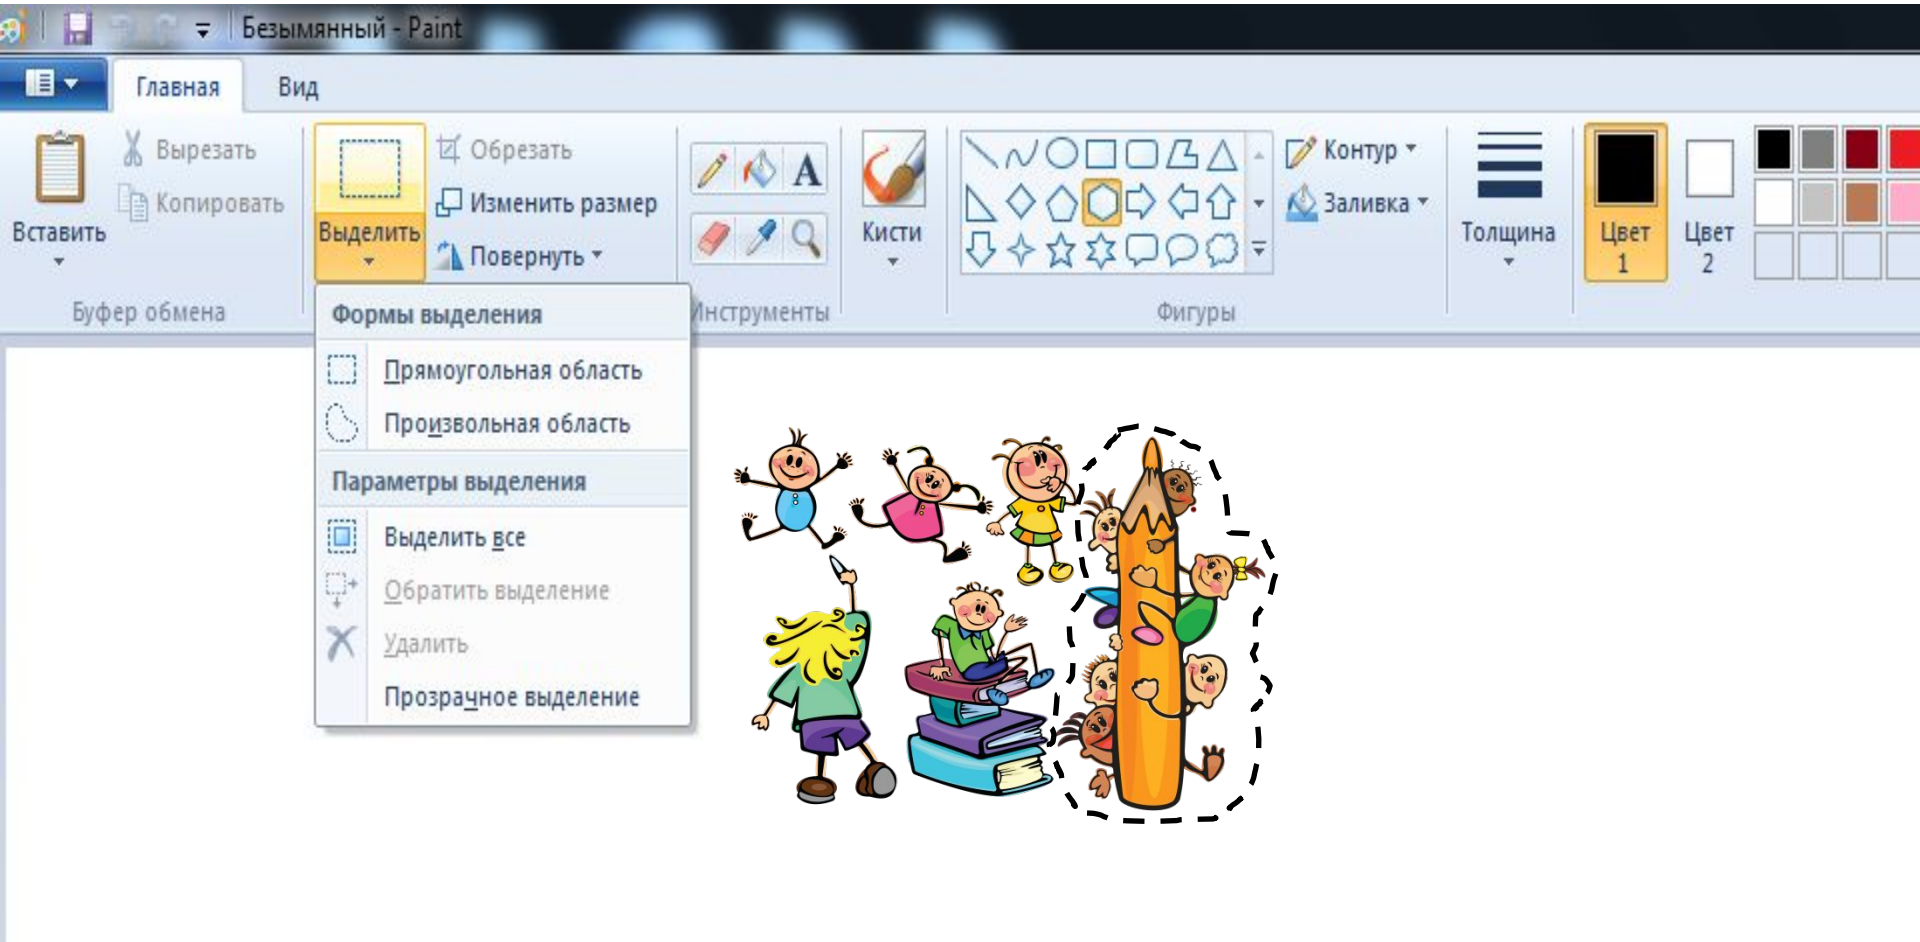 Безымянный - Paint
Главная
Вид
Вставить
Вырезать
Копировать
Буфер обмена
Выделить
Обрезать
Изменить размер
Повернуть
A
Инструменты
Кисти
Фигуры
Контур
Заливка
Толщина
Цвет
1
Цвет
2
Формы выделения
Прямоугольная область
Произвольная область
Параметры выделения
Выделить все
Обратить выделение
Удалить
Прозрачное выделение